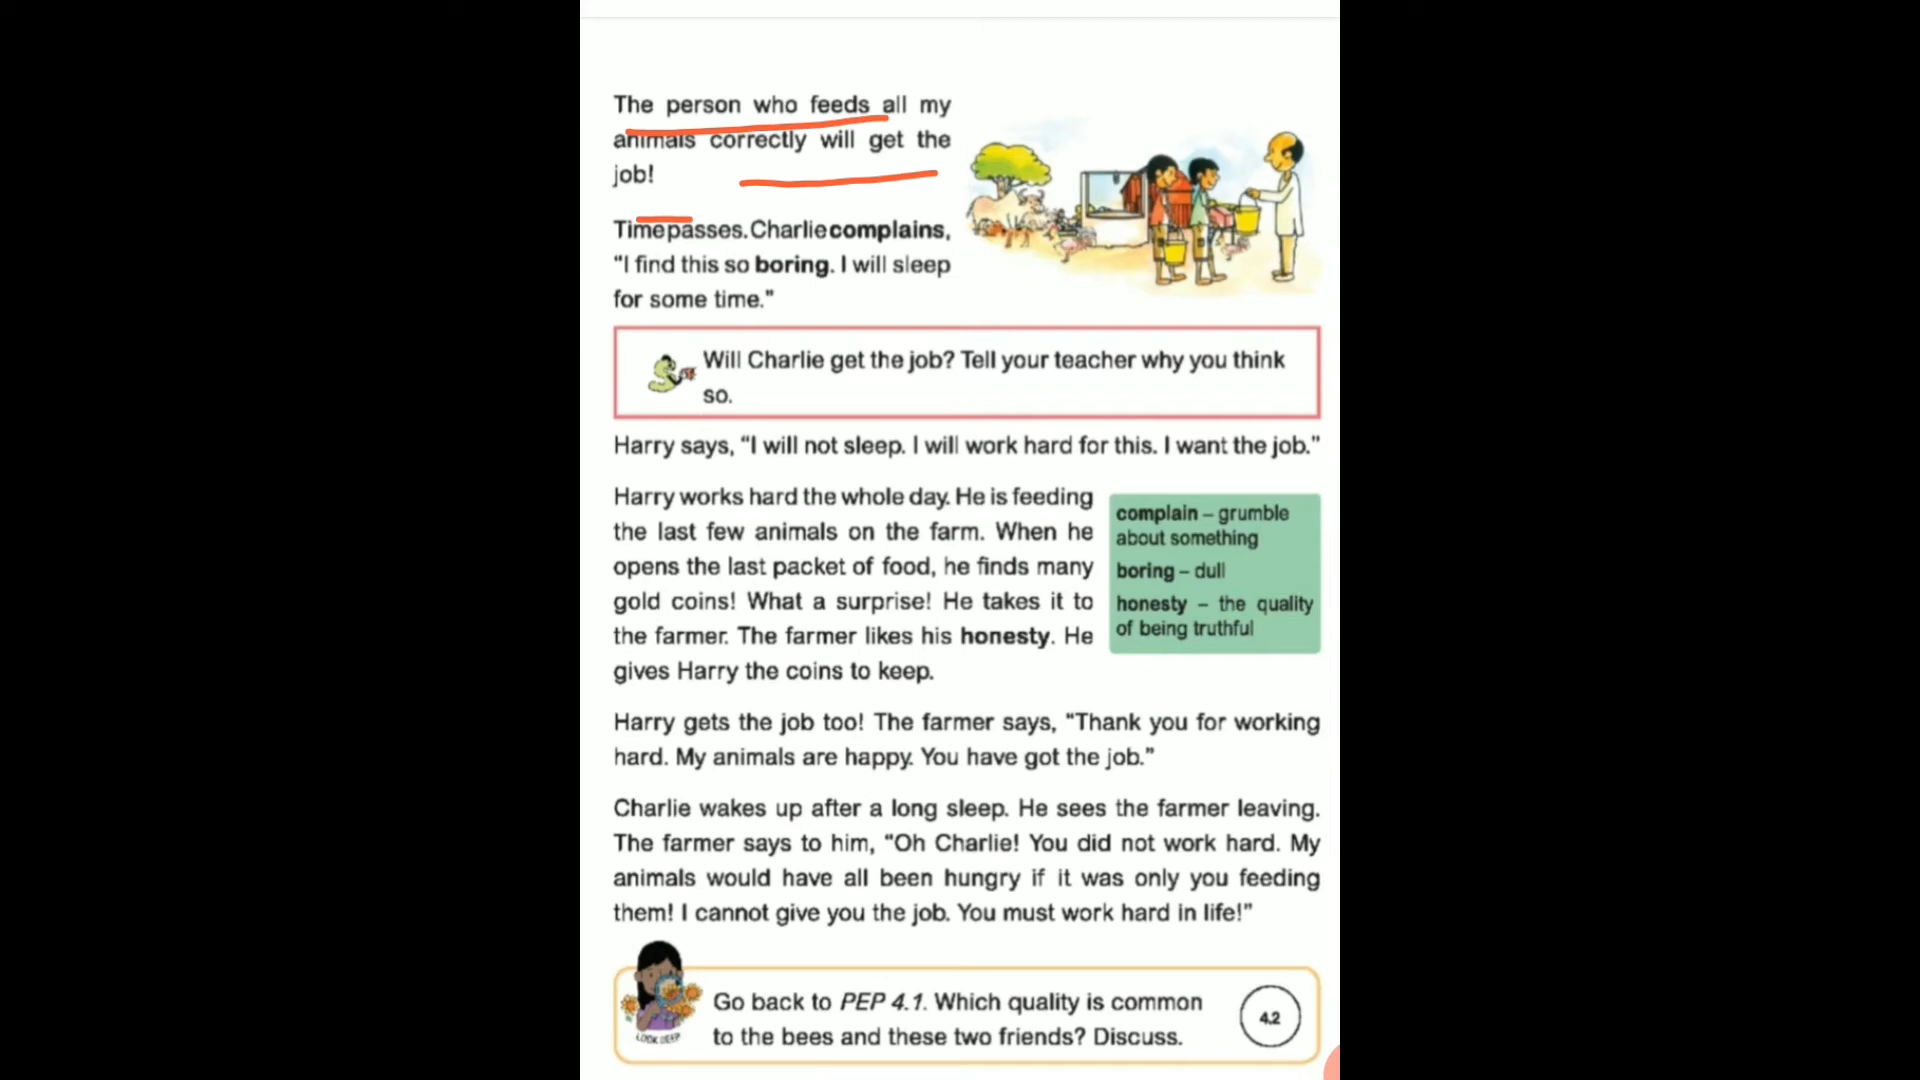 The person who feeds all my
animals correctly will get the
job!
Time passes. Charlie complains,
“I find this so boring. I will sleep
for some time.”
Will Charlie get the job? Tell your teacher why you think
so.
Harry says, “I will not sleep. I will work hard for this. I want the job.”
Harry works hard the whole day. He is feeding
the last few animals on the farm. When he
opens the last packet of food, he finds many
gold coins! What a surprise! He takes it to
the farmer. The farmer likes his honesty. He
gives Harry the coins to keep.
complain – grumble
about something
boring – dull
honesty – the quality
of being truthful
Harry gets the job too! The farmer says, “Thank you for working
hard. My animals are happy. You have got the job.”
Charlie wakes up after a long sleep. He sees the farmer leaving.
The farmer says to him, “Oh Charlie! You did not work hard. My
animals would have all been hungry if it was only you feeding
them! I cannot give you the job. You must work hard in life!”
LOOK DEEP
Go back to PEP 4.1. Which quality is common
to the bees and these two friends? Discuss.
4.2